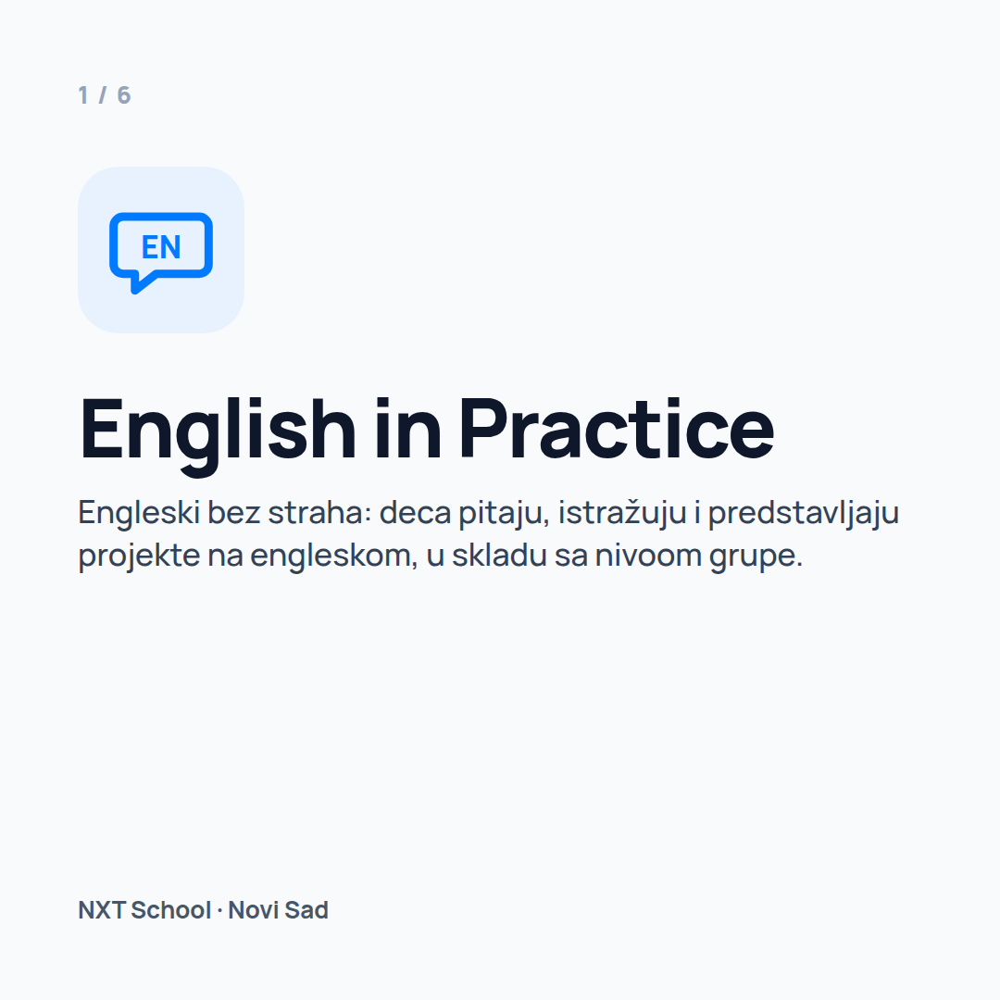 1 / 6
EN
English in Practice
Engleski bez straha: deca pitaju, istražuju i predstavljaju
projekte na engleskom, u skladu sa nivoom grupe.
NXT School · Novi Sad